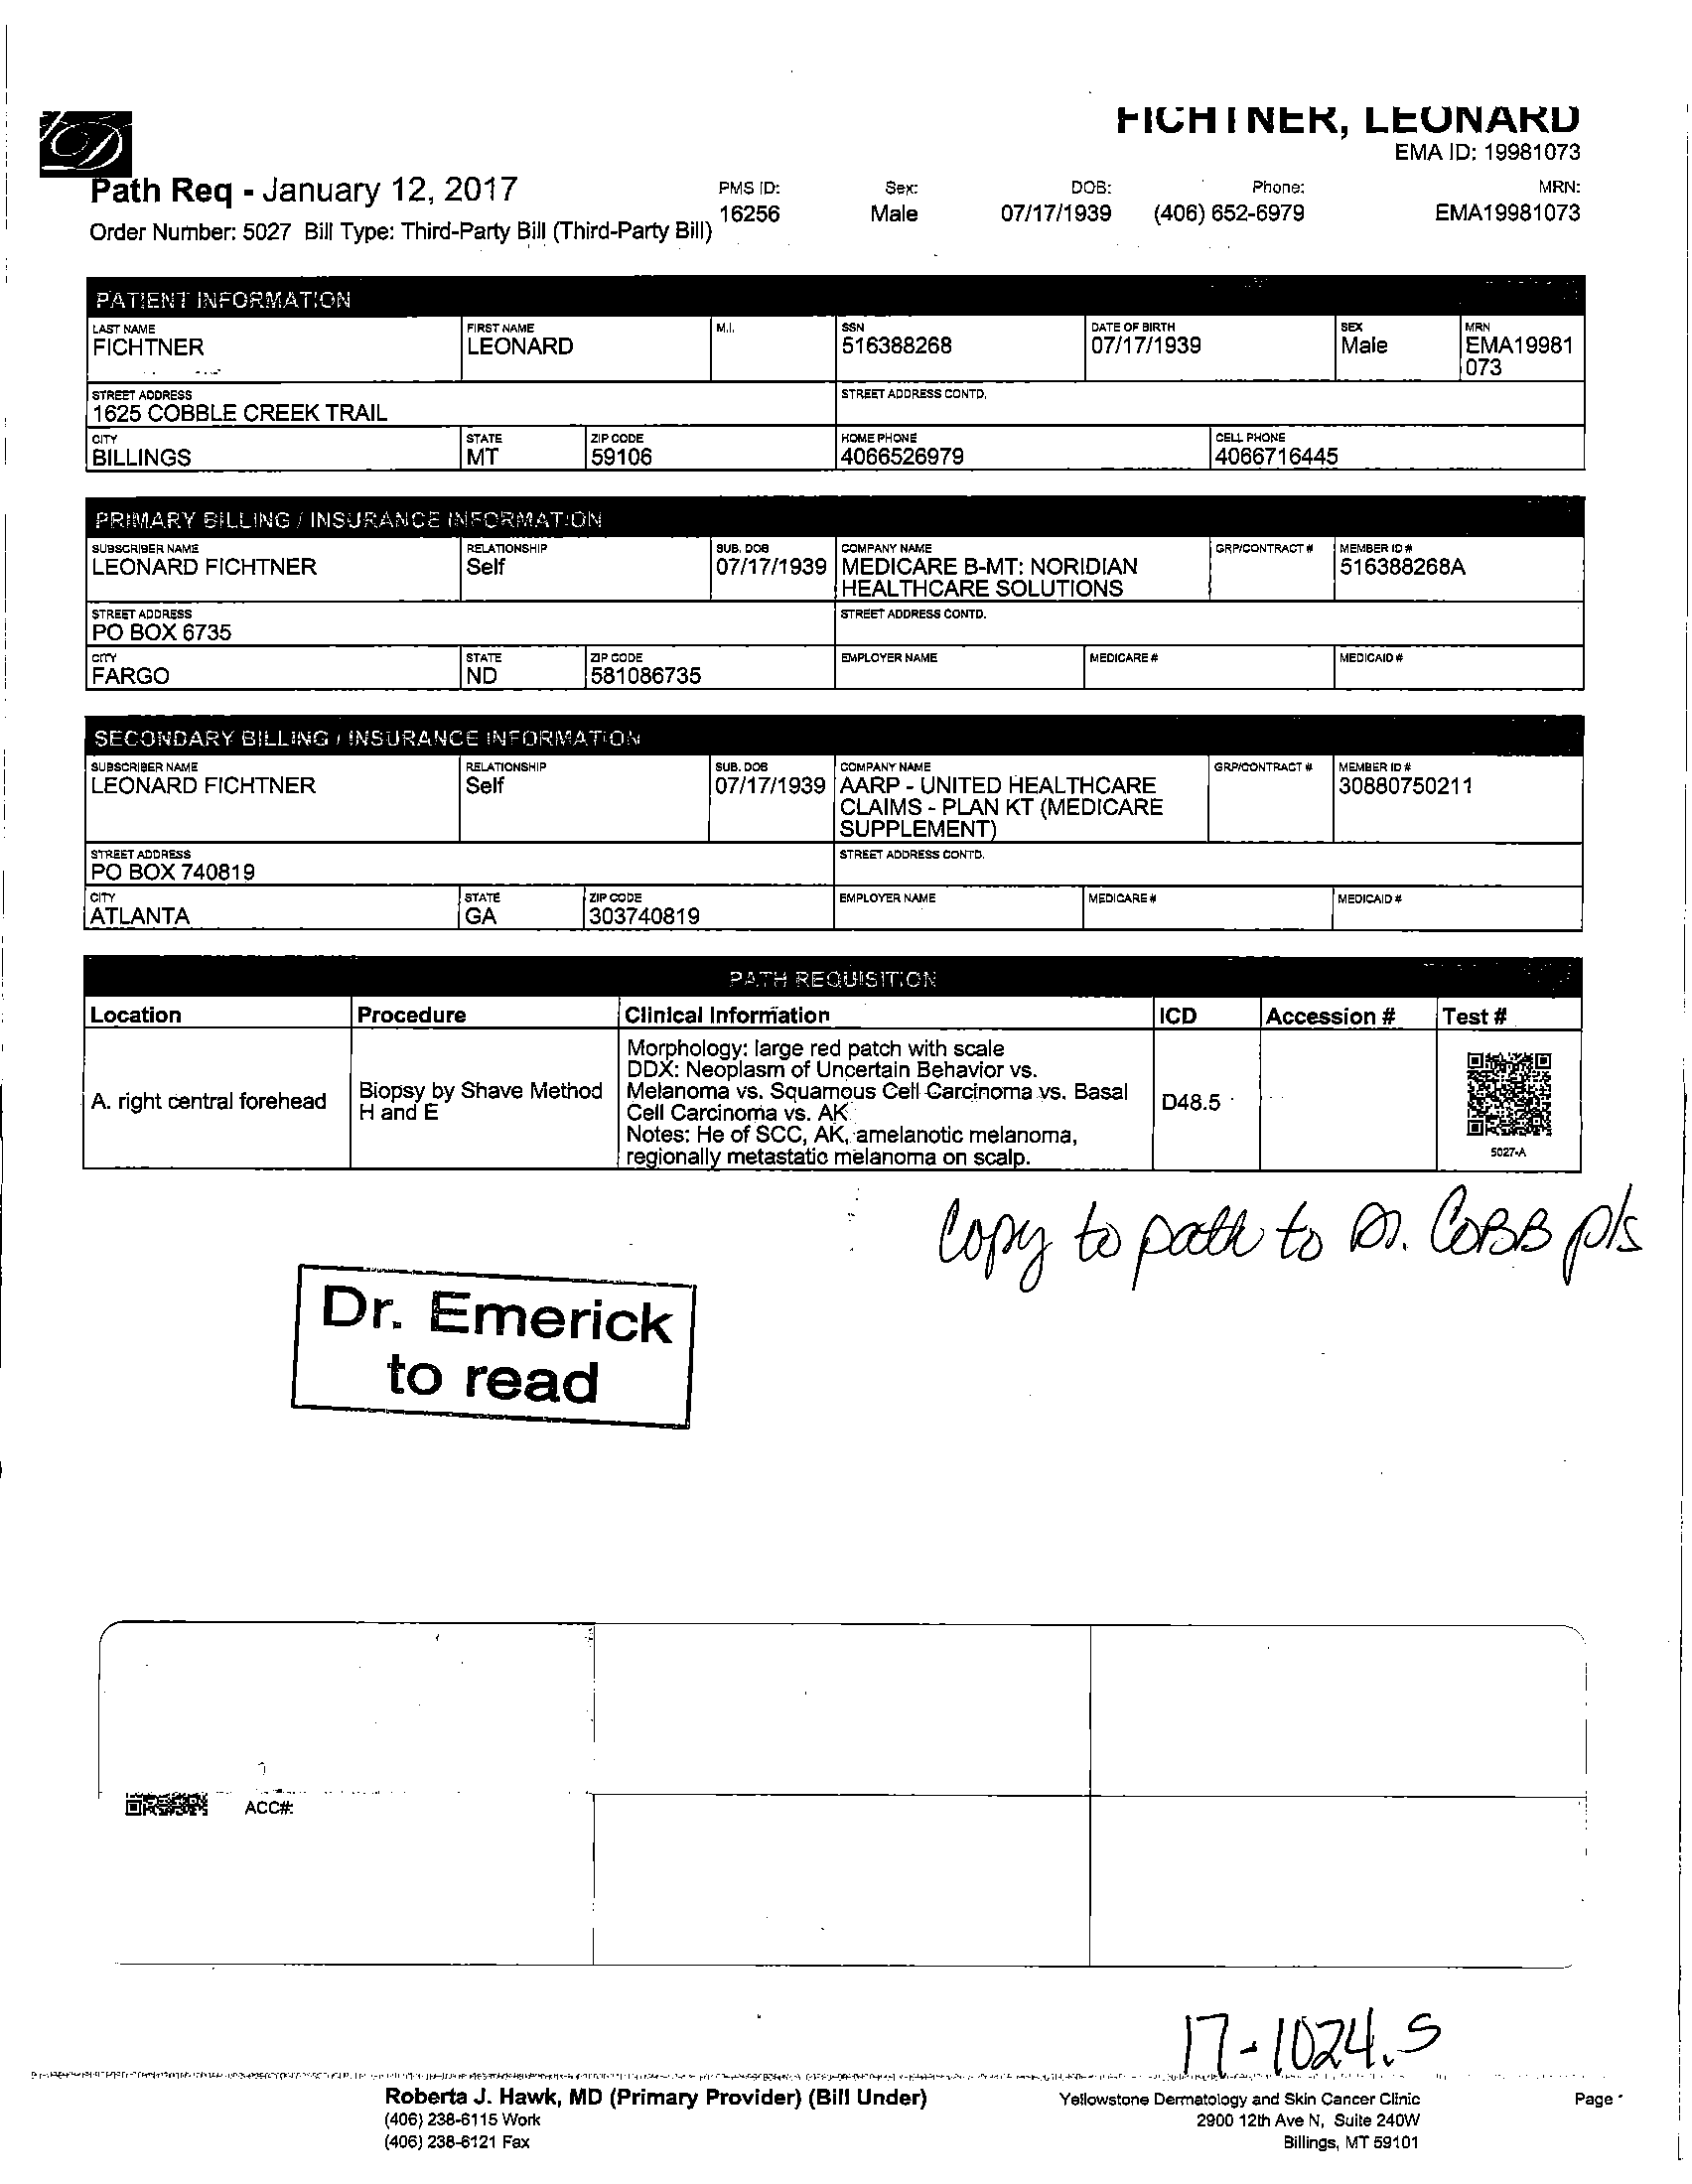 FICHTNER, LEONARD
EMA ID: 19981073
Path Req - January 12, 2017
Order Number: 5027 Bill Type: Third-Party Bill (Third-Party Bill)
PMS ID: Sex: DOB: Phone: MRN:
16256 Male 07/17/1939 (406) 652-6979 EMA19981073
PATIENT INFORMATION
LAST NAME FIRST NAME M.I. SSN DATE OF BIRTH SEX MRN
FICHTNER LEONARD 516388268 07/17/1939 Male EMA19981
073
STREET ADDRESS STREET ADDRESS CONTD.
1625 COBBLE CREEK TRAIL
CITY STATE ZIP CODE HOME PHONE CELL PHONE
BILLINGS MT 59106 4066526979 4066716445
PRIMARY BILLING / INSURANCE INFORMATION
SUBSCRIBER NAME RELATIONSHIP SUB. DOB COMPANY NAME GRP/CONTRACT # MEMBER ID #
LEONARD FICHTNER Self 07/17/1939 MEDICARE B-MT: NORIDIAN 516388268A
HEALTHCARE SOLUTIONS
STREET ADDRESS STREET ADDRESS CONTD.
PO BOX 6735
CITY STATE ZIP CODE EMPLOYER NAME MEDICARE # MEDICAID #
FARGO ND 581086735
SECONDARY BILLING / INSURANCE INFORMATION
SUBSCRIBER NAME RELATIONSHIP SUB. DOB COMPANY NAME GRP/CONTRACT # MEMBER ID #
LEONARD FICHTNER Self 07/17/1939 AARP - UNITED HEALTHCARE 30880750211
CLAIMS - PLAN KT (MEDICARE
SUPPLEMENT)
STREET ADDRESS STREET ADDRESS CONTD.
PO BOX 740819
CITY STATE ZIP CODE EMPLOYER NAME MEDICARE # MEDICAID #
ATLANTA GA 303740819
PATH REQUISITION
Location Procedure Clinical Information ICD Accession # Test #
A. right central forehead
Biopsy by Shave Method
H and E
Morphology: large red patch with scale
DDX: Neoplasm of Uncertain Behavior vs.
Melanoma vs. Squamous Cell Carcinoma vs. Basal
Cell Carcinoma vs. AK
Notes: He of SCC, AK, amelanotic melanoma,
regionally metastatic melanoma on scalp.
D48.5
5027-A
Copy to path to Dr. COBB pls
Dr. Emerick
to read
ACC#:
17-1024.S
Roberta J. Hawk, MD (Primary Provider) (Bill Under)
(406) 238-6115 Work
(406) 238-6121 Fax
Yellowstone Dermatology and Skin Cancer Clinic
2900 12th Ave N, Suite 240W
Billings, MT 59101
Page